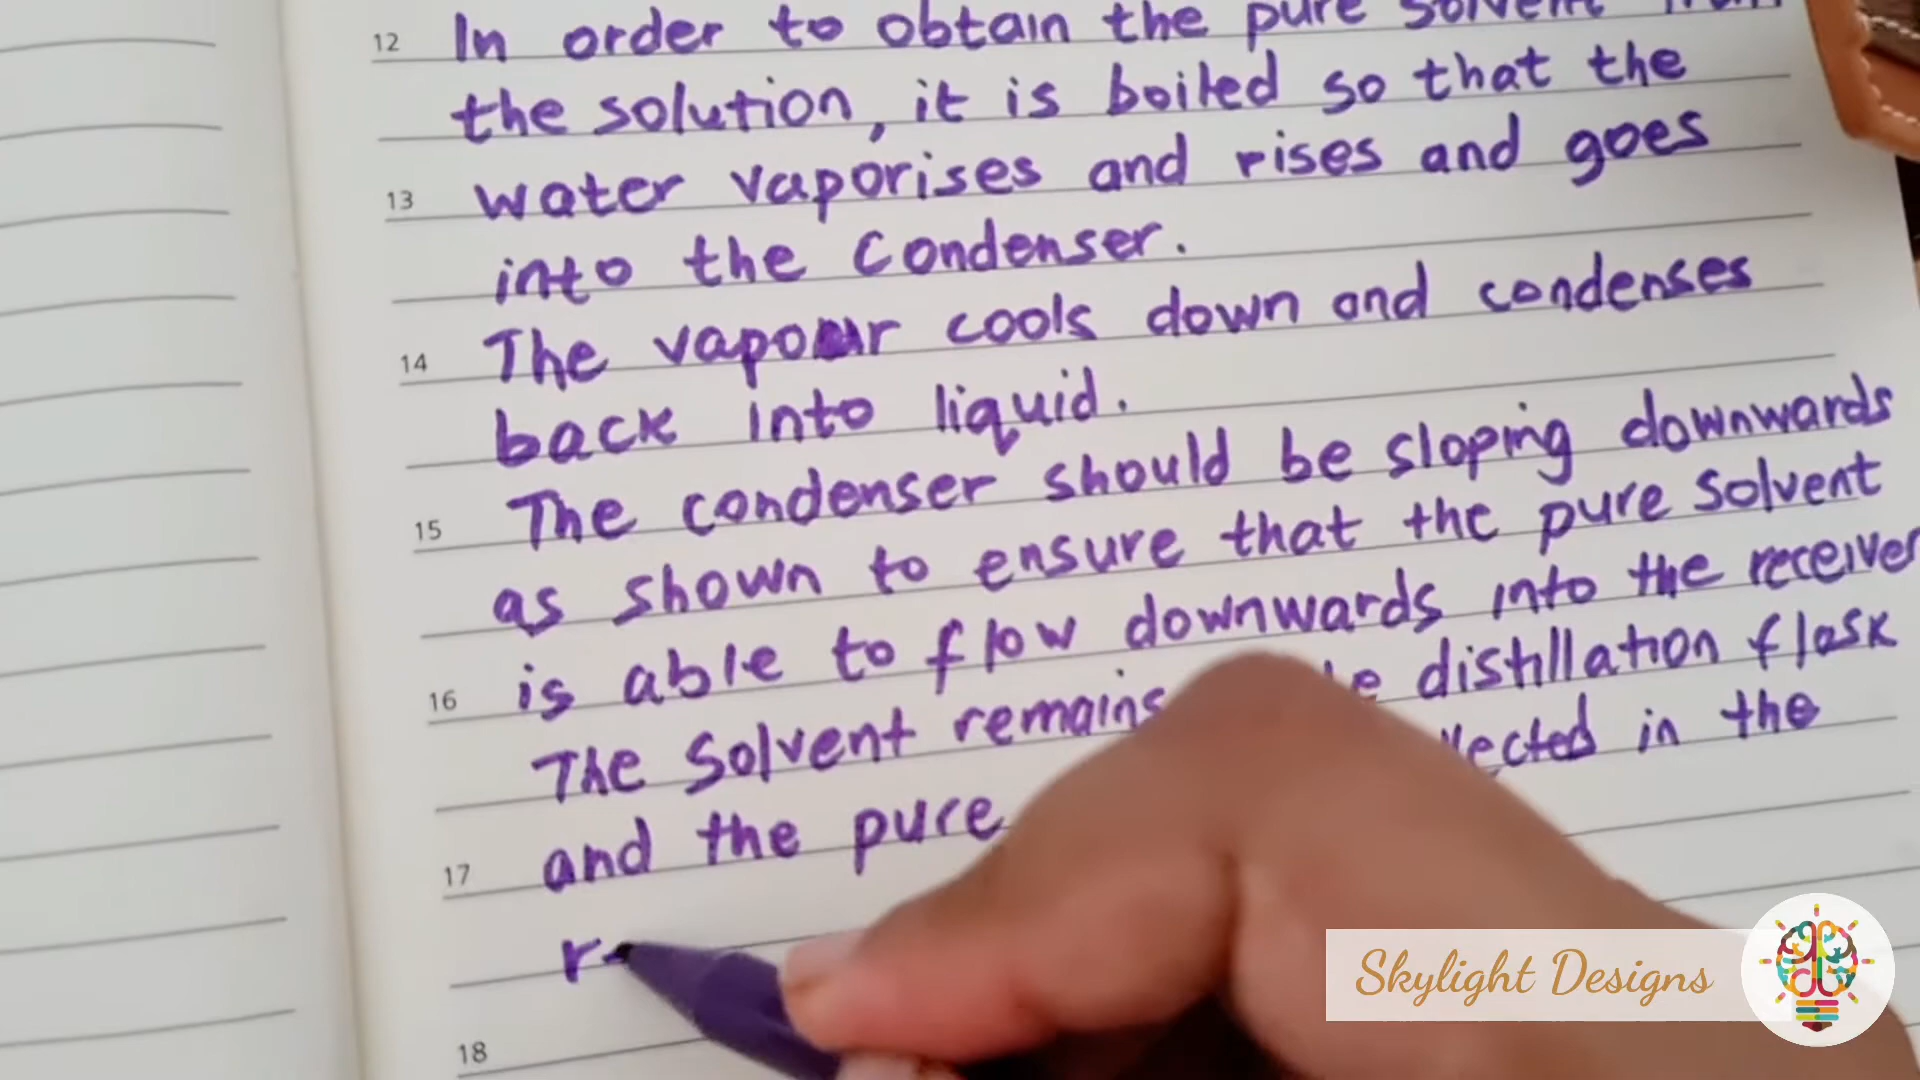 12 In order to obtain the pure solvent
the solution, it is boiled so that the
13 water vaporises and rises and goes
into the condenser.
14 The vapour cools down and condenses
back into liquid.
15 The condenser should be sloping downwards
as shown to ensure that the pure solvent
16 is able to flow downwards into the receiver
The solvent remains distillation flask
17 and the pure in the
18
Skylight Designs